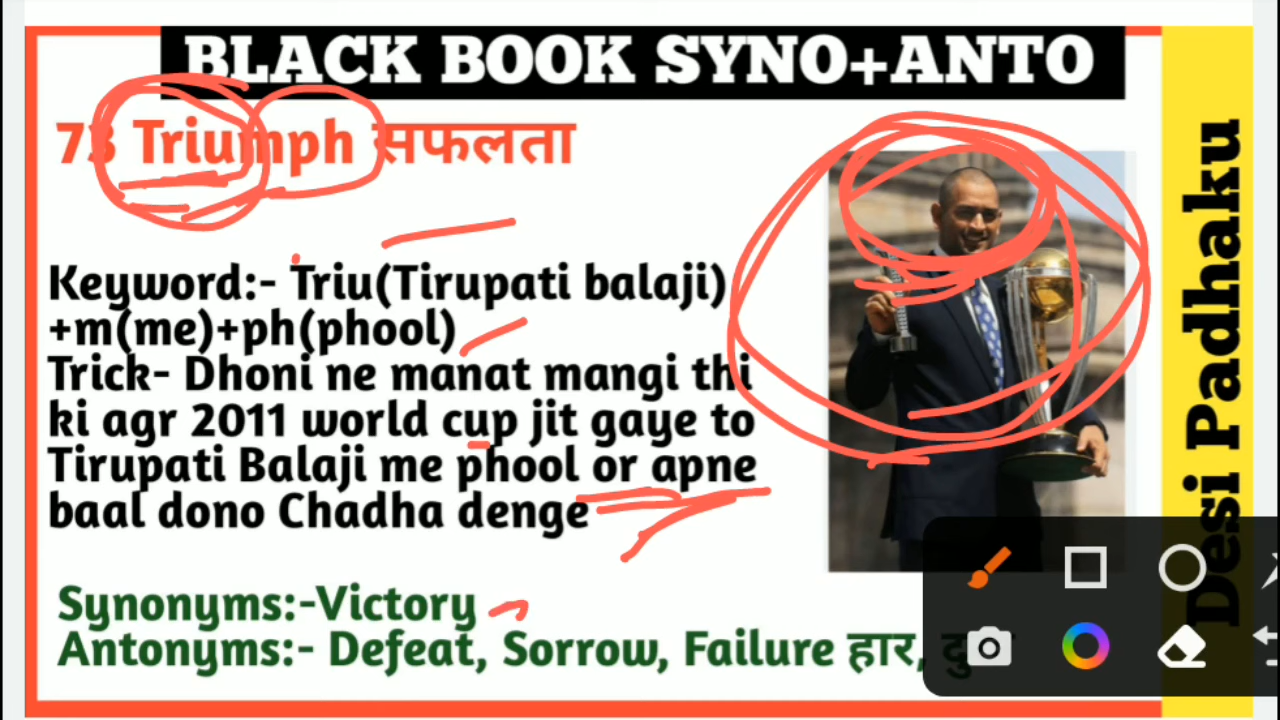 BLACK BOOK SYNO+ANTO
73 Triumph सफलता
Keyword:- Triu(Tirupati balaji)
+m(me)+ph(phool)
Trick- Dhoni ne manat mangi thi
ki agr 2011 world cup jit gaye to
Tirupati Balaji me phool or apne
baal dono Chadha denge
Synonyms:-Victory
Antonyms:- Defeat, Sorrow, Failure हार,
Desi Padhaku